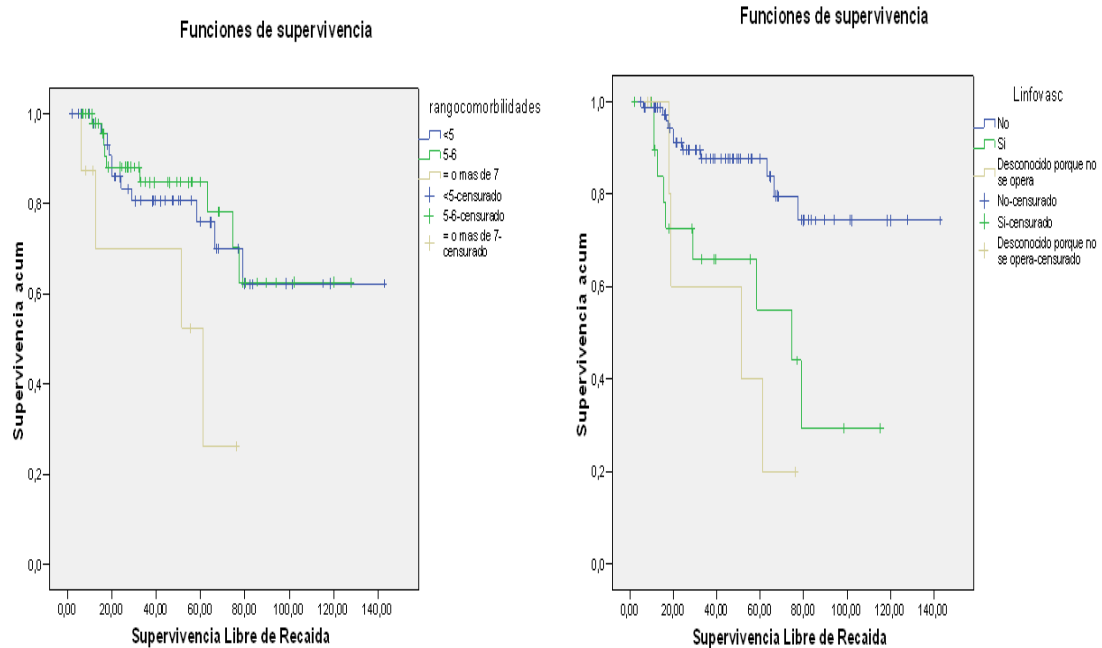 Funciones de supervivencia
rangocomorbilidades
<5
5-6
= o mas de 7
<5-censurado
5-6-censurado
= o mas de 7-
censurado
Supervivencia acum
1,0
0,8
0,6
0,4
0,2
0,0
0,00 20,00 40,00 60,00 80,00 100,00 120,00 140,00
Supervivencia Libre de Recaida
Funciones de supervivencia
Linfovasc
No
Si
Desconocido porque no
se opera
No-censurado
Si-censurado
Desconocido porque no
se opera-censurado
Supervivencia acum
1,0
0,8
0,6
0,4
0,2
0,0
0,00 20,00 40,00 60,00 80,00 100,00 120,00 140,00
Supervivencia Libre de Recaida